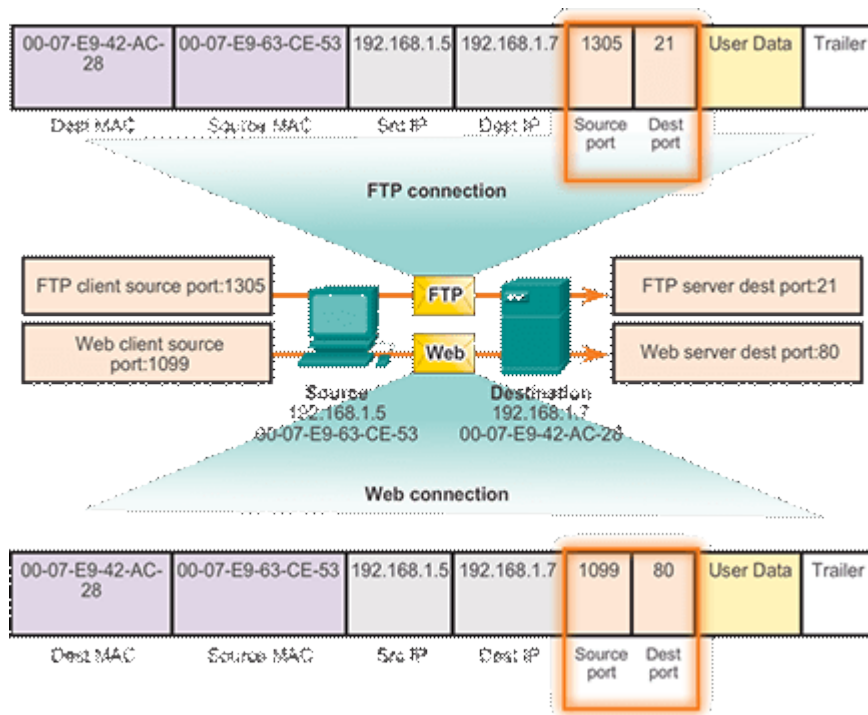 00-07-E9-42-AC-28 00-07-E9-63-CE-53 192.168.1.5 192.168.1.7 1305 21 User Data Trailer
Dest MAC Source MAC Src IP Dest IP Source port Dest port
FTP connection
FTP client source port:1305
FTP
FTP server dest port:21
Web client source
port:1099
Web
Web server dest port:80
Source
192.168.1.5
00-07-E9-63-CE-53
Destination
192.168.1.7
00-07-E9-42-AC-28
Web connection
00-07-E9-42-AC-28 00-07-E9-63-CE-53 192.168.1.5 192.168.1.7 1099 80 User Data Trailer
Dest MAC Source MAC Src IP Dest IP Source port Dest port